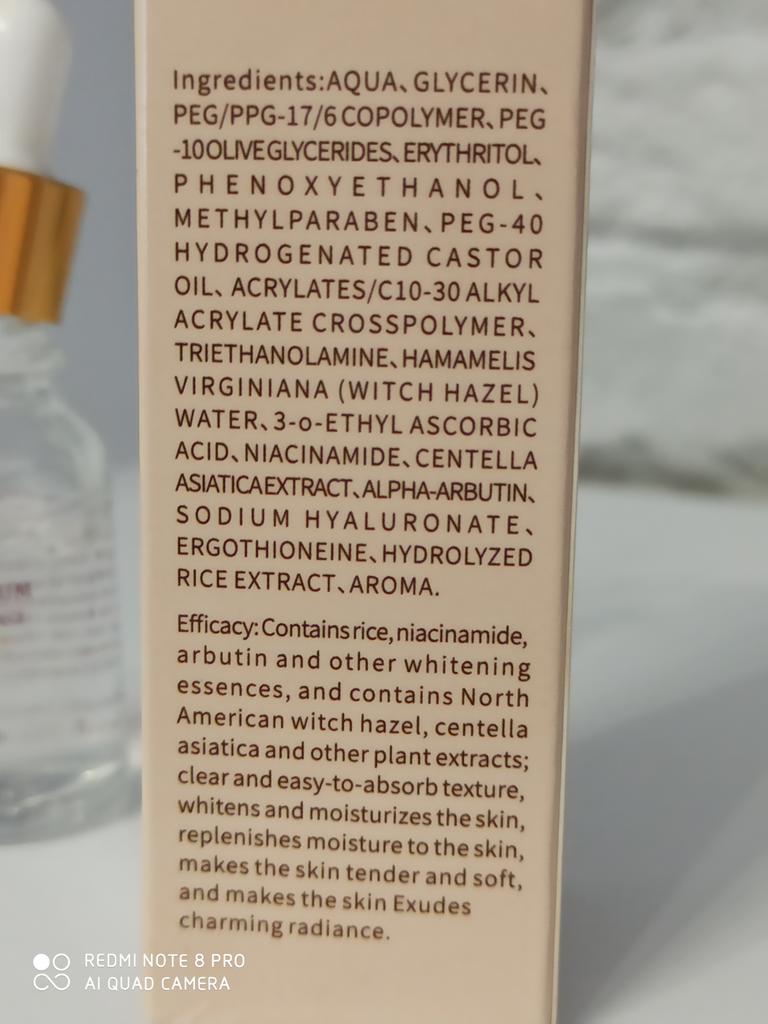 Ingredients:AQUA、GLYCERIN、
PEG/PPG-17/6 COPOLYMER、PEG
-10OLIVEGLYCERIDES、ERYTHRITOL、
PHENOXYETHANOL、
METHYLPARABEN、PEG-40
HYDROGENATED CASTOR
OIL、ACRYLATES/C10-30 ALKYL
ACRYLATE CROSSPOLYMER、
TRIETHANOLAMINE、HAMAMELIS
VIRGINIANA (WITCH HAZEL)
WATER、3-o-ETHYL ASCORBIC
ACID、NIACINAMIDE、CENTELLA
ASIATICAEXTRACT、ALPHA-ARBUTIN、
SODIUM HYALURONATE、
ERGOTHIONEINE、HYDROLYZED
RICE EXTRACT、AROMA.
Efficacy:Contains rice, niacinamide,
arbutin and other whitening
essences, and contains North
American witch hazel, centella
asiatica and other plant extracts;
clear and easy-to-absorb texture,
whitens and moisturizes the skin,
replenishes moisture to the skin,
makes the skin tender and soft,
and makes the skin Exudes
charming radiance.
REDMI NOTE 8 PRO
AI QUAD CAMERA